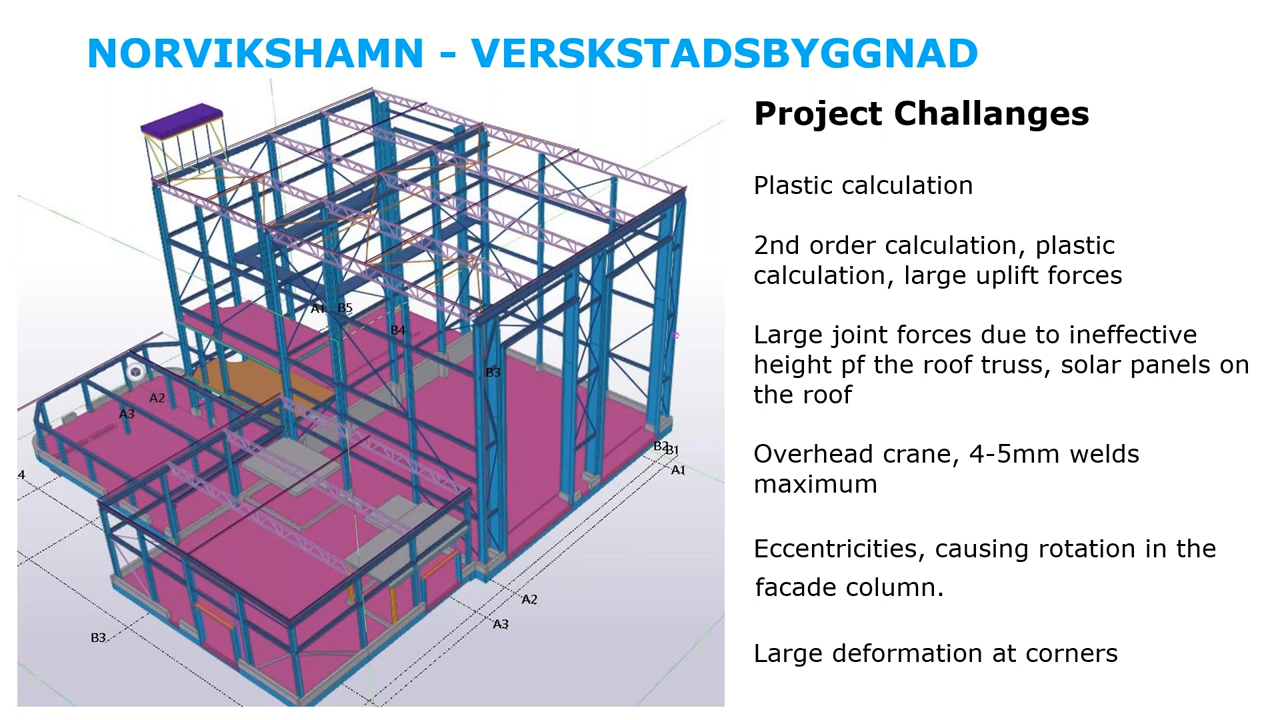 NORVIKSHAMN - VERSKSTADSBYGGNAD
Project Challanges
Plastic calculation
2nd order calculation, plastic
calculation, large uplift forces
Large joint forces due to ineffective
height pf the roof truss, solar panels on
the roof
Overhead crane, 4-5mm welds
maximum
Eccentricities, causing rotation in the
facade column.
Large deformation at corners
A1
B5
B4
B3
A2
A3
B2
B1
A1
4
A2
A3
B3